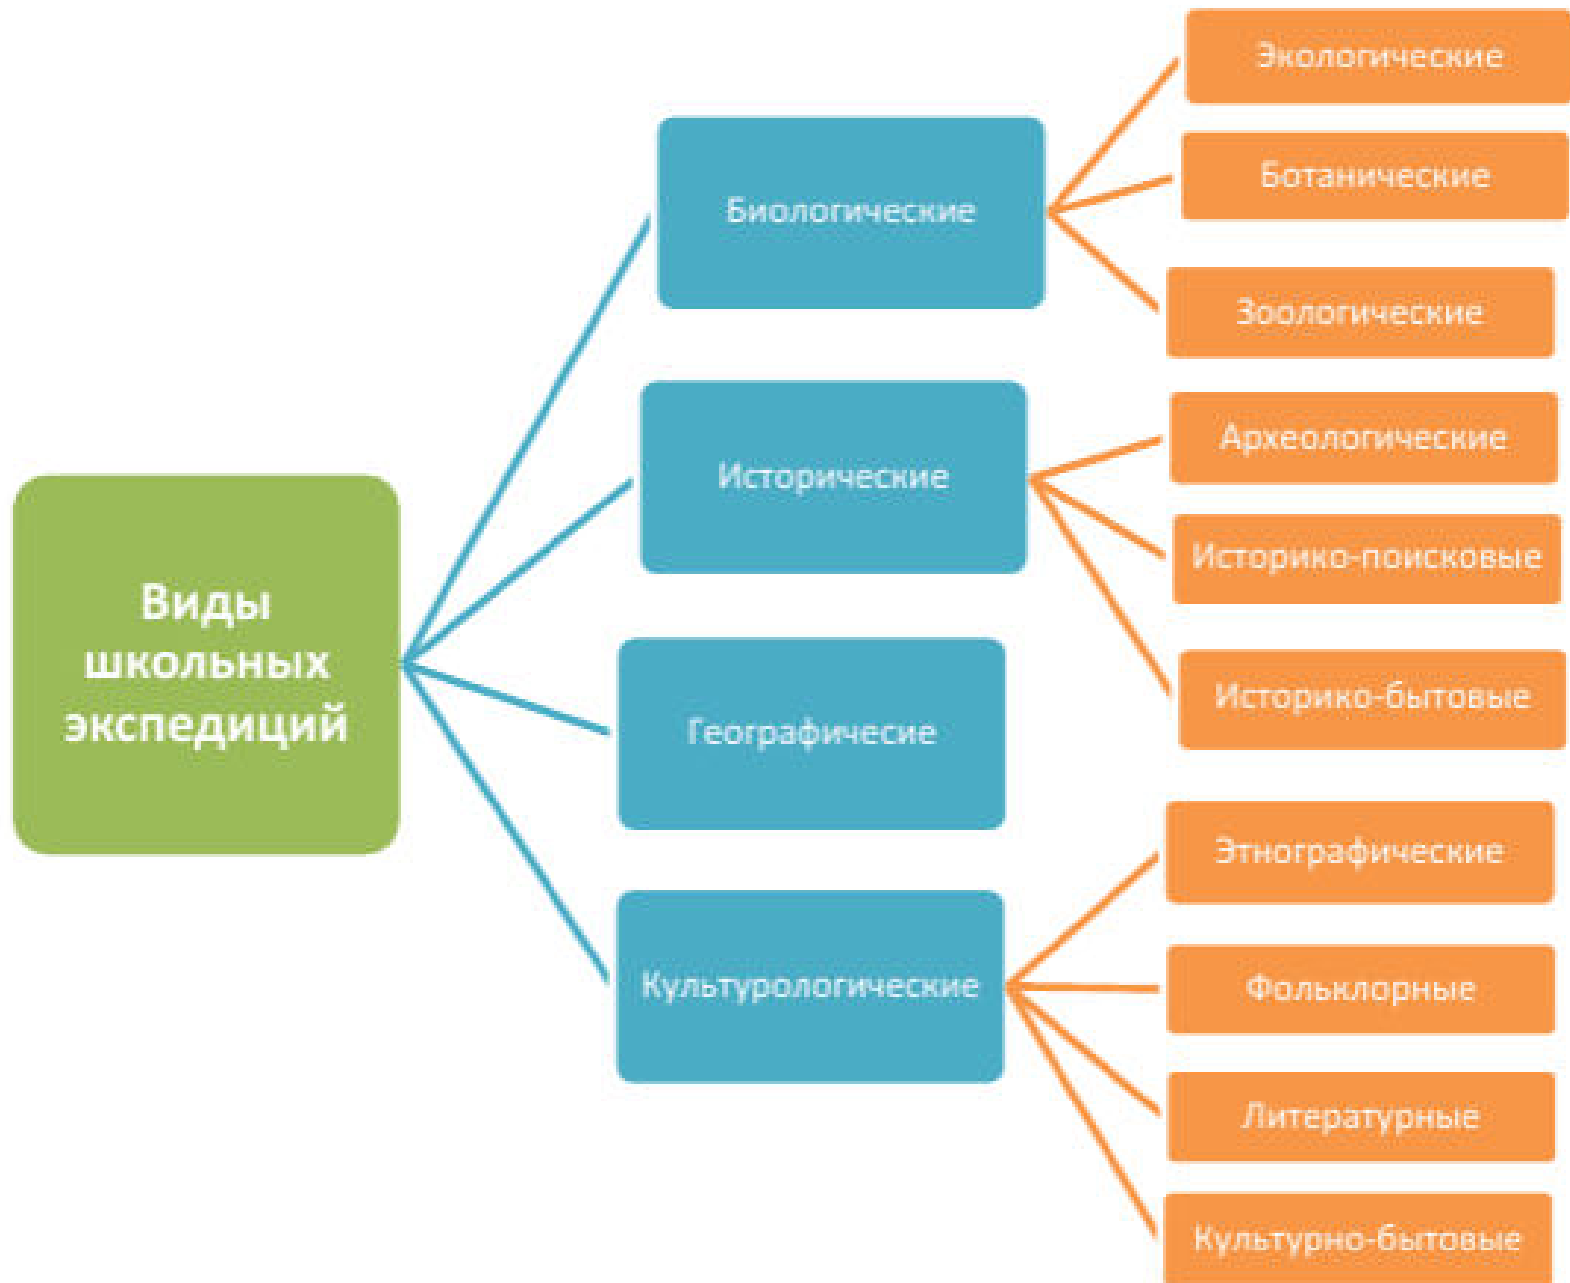 Виды
школьных
экспедиций
Биологические
Экологические
Ботанические
Зоологические
Исторические
Археологические
Историко-поисковые
Историко-бытовые
Географичесие
Культурологические
Этнографические
Фольклорные
Литературные
Культурно-бытовые